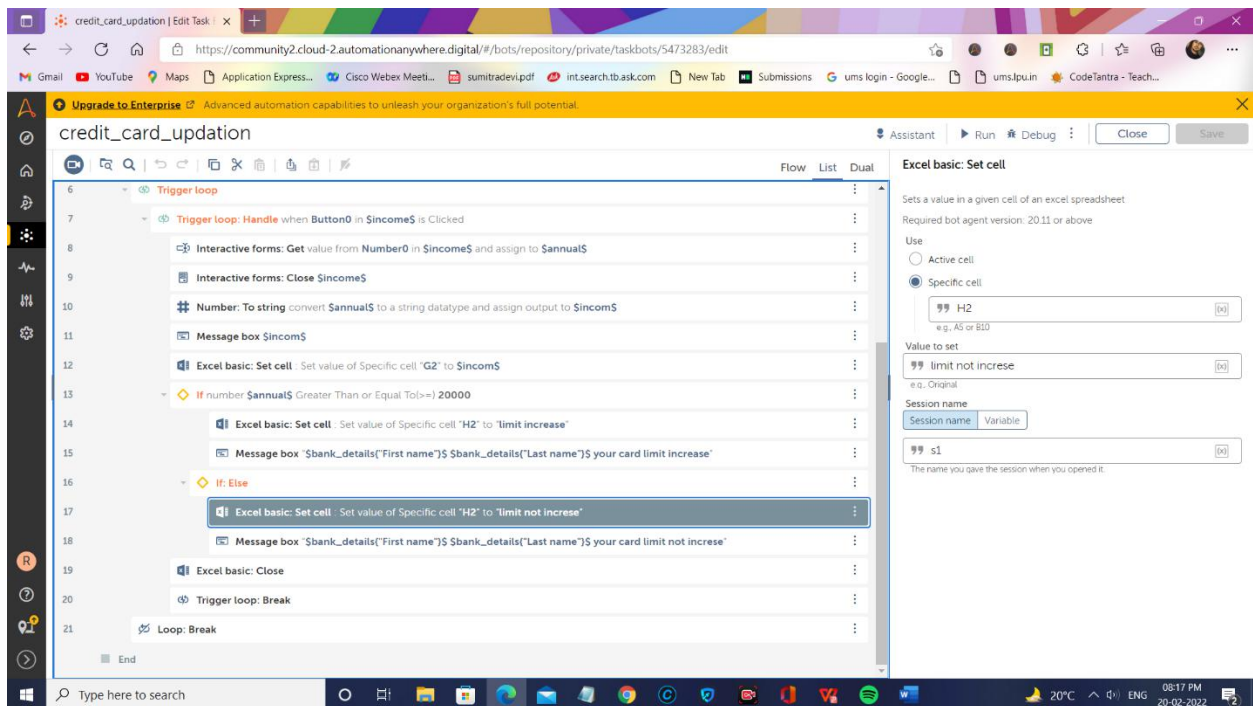 credit_card_updation | Edit Task
https://community2.cloud-2.automationanywhere.digital/#/bots/repository/private/taskbots/5473283/edit
Gmail YouTube Maps Application Express... Cisco Webex Meeti... sumitradevi.pdf int.search.tb.ask.com New Tab Submissions ums login - Google... ums.lpu.in CodeTantra - Teach...
Upgrade to Enterprise Advanced automation capabilities to unleash your organization's full potential.
credit_card_updation Assistant Run Debug Close Save
Flow List Dual
6 Trigger loop
7 Trigger loop: Handle when Button0 in $income$ is Clicked
8 Interactive forms: Get value from Number0 in $income$ and assign to $annual$
9 Interactive forms: Close $income$
10 Number: To string convert $annual$ to a string datatype and assign output to $incom$
11 Message box $incom$
12 Excel basic: Set cell : Set value of Specific cell "G2" to $incom$
13 If number $annual$ Greater Than or Equal To(>=) 20000
14 Excel basic: Set cell : Set value of Specific cell "H2" to "limit increase"
15 Message box "$bank_details{"First name"}$ $bank_details{"Last name"}$ your card limit increase"
16 If: Else
17 Excel basic: Set cell : Set value of Specific cell "H2" to "limit not increse"
18 Message box "$bank_details{"First name"}$ $bank_details{"Last name"}$ your card limit not increse"
19 Excel basic: Close
20 Trigger loop: Break
21 Loop: Break
End
Excel basic: Set cell
Sets a value in a given cell of an excel spreadsheet
Required bot agent version: 20.11 or above
Use
Active cell
Specific cell
H2
e.g., A5 or B10
Value to set
limit not increse
e.g., Original
Session name
Session name Variable
s1
The name you gave the session when you opened it.
R
Type here to search
20°C ENG 08:17 PM
20-02-2022
2